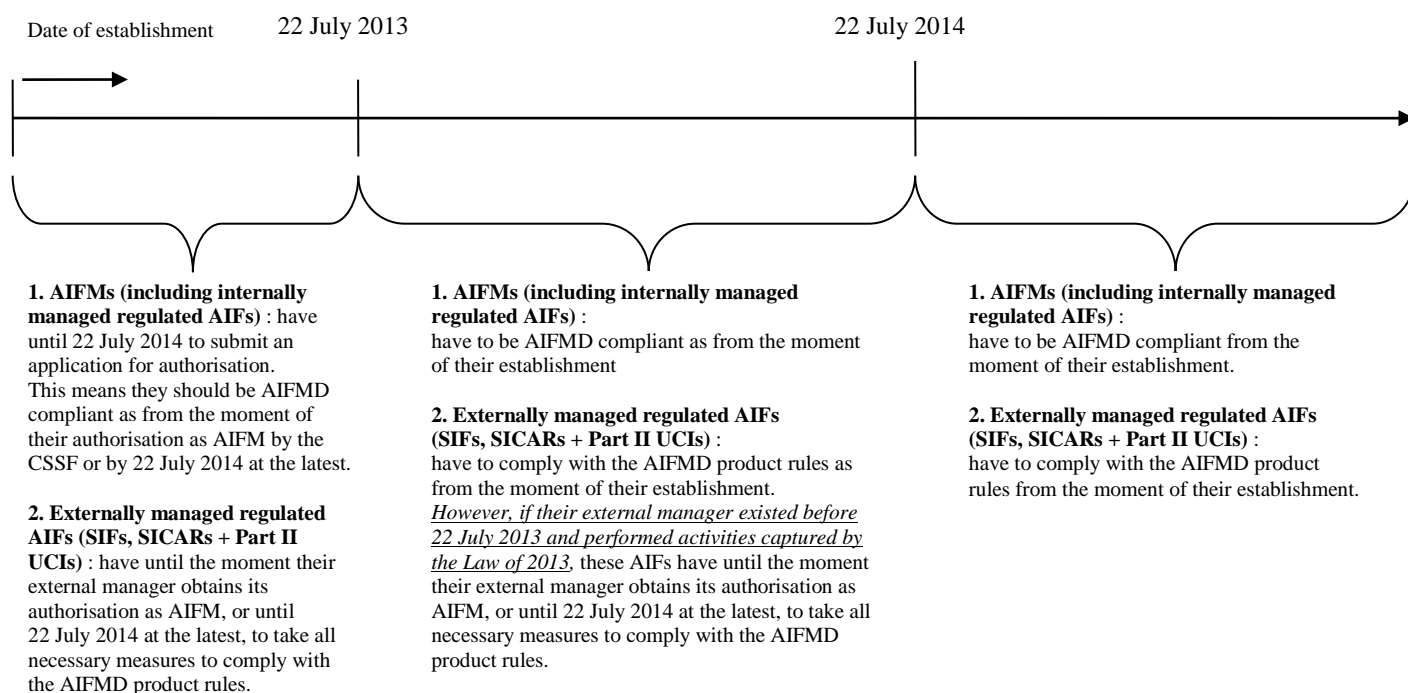 Date of establishment
22 July 2013
22 July 2014
1. AIFMs (including internally
managed regulated AIFs) : have
until 22 July 2014 to submit an
application for authorisation.
This means they should be AIFMD
compliant as from the moment of
their authorisation as AIFM by the
CSSF or by 22 July 2014 at the latest.
2. Externally managed regulated
AIFs (SIFs, SICARs + Part II
UCIs) : have until the moment their
external manager obtains its
authorisation as AIFM, or until
22 July 2014 at the latest, to take all
necessary measures to comply with
the AIFMD product rules.
1. AIFMs (including internally managed
regulated AIFs) :
have to be AIFMD compliant as from the moment
of their establishment
2. Externally managed regulated AIFs
(SIFs, SICARs + Part II UCIs) :
have to comply with the AIFMD product rules as
from the moment of their establishment.
However, if their external manager existed before
22 July 2013 and performed activities captured by
the Law of 2013, these AIFs have until the moment
their external manager obtains its authorisation as
AIFM, or until 22 July 2014 at the latest, to take all
necessary measures to comply with the AIFMD
product rules.
1. AIFMs (including internally managed
regulated AIFs) :
have to be AIFMD compliant from the
moment of their establishment.
2. Externally managed regulated AIFs
(SIFs, SICARs + Part II UCIs) :
have to comply with the AIFMD product
rules from the moment of their establishment.